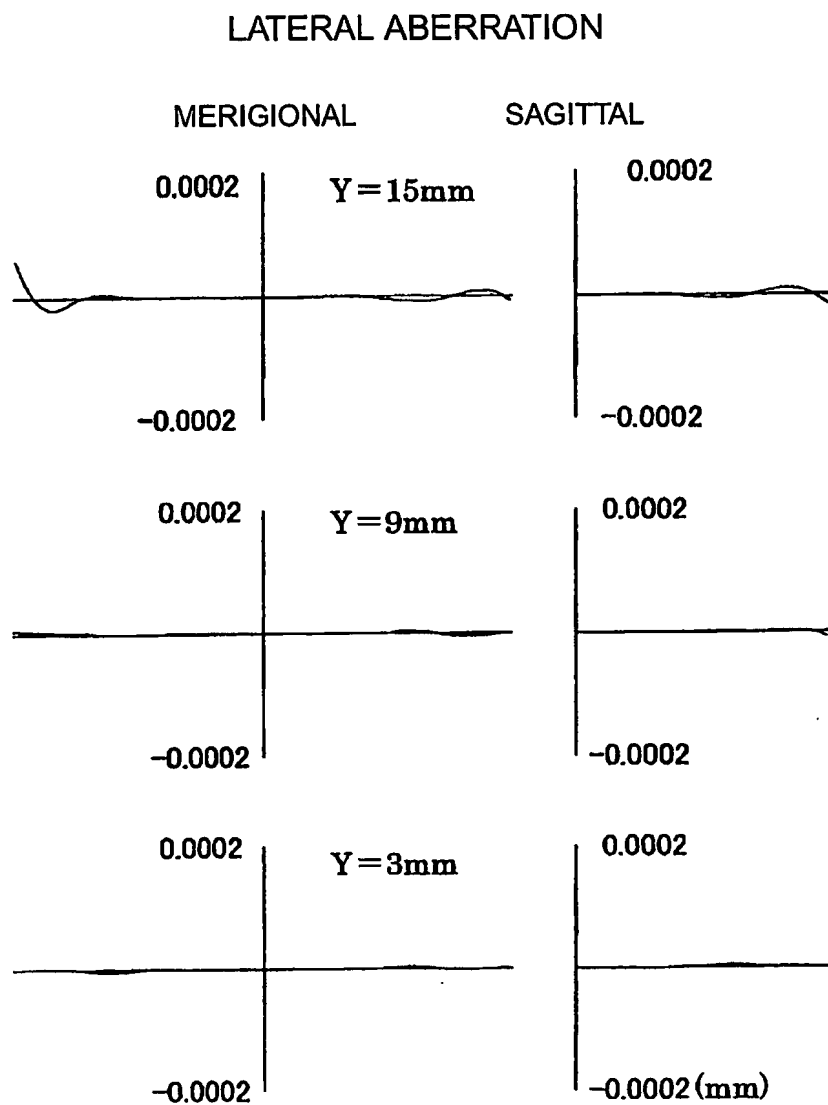 LATERAL ABERRATION
MERIGIONAL SAGITTAL
0.0002 Y=15mm 0.0002
-0.0002 -0.0002
0.0002 Y=9mm 0.0002
-0.0002 -0.0002
0.0002 Y=3mm 0.0002
-0.0002 -0.0002(mm)